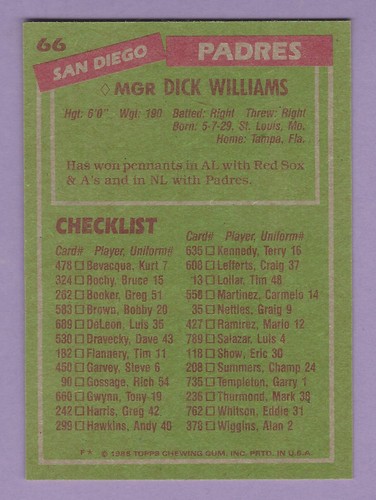 66
SAN DIEGO PADRES
◊MGR DICK WILLIAMS
Hgt: 6'0" Wgt: 190 Batted: Right Threw: Right
Born: 5-7-29, St. Louis, Mo.
Home: Tampa, Fla.
Has won pennants in AL with Red Sox
& A's and in NL with Padres.
CHECKLIST
Card# Player, Uniform#
478 □ Bevacqua, Kurt 7
324 □ Bochy, Bruce 15
262 □ Booker, Greg 51
583 □ Brown, Bobby 20
609 □ DeLeon, Luis 35
530 □ Dravecky, Dave 43
182 □ Flannery, Tim 11
450 □ Garvey, Steve 6
90 □ Gossage, Rich 54
660 □ Gwynn, Tony 19
242 □ Harris, Greg 42
299 □ Hawkins, Andy 40
Card# Player, Uniform#
635 □ Kennedy, Terry 16
608 □ Lefferts, Craig 37
13 □ Lollar, Tim 48
558 □ Martinez, Carmelo 14
35 □ Nettles, Graig 9
427 □ Ramirez, Mario 12
789 □ Salazar, Luis 4
118 □ Show, Eric 30
208 □ Summers, Champ 24
735 □ Templeton, Garry 1
236 □ Thurmond, Mark 38
762 □ Whitson, Eddie 31
378 □ Wiggins, Alan 2
© 1985 TOPPS CHEWING GUM, INC. PRTD. IN U.S.A.